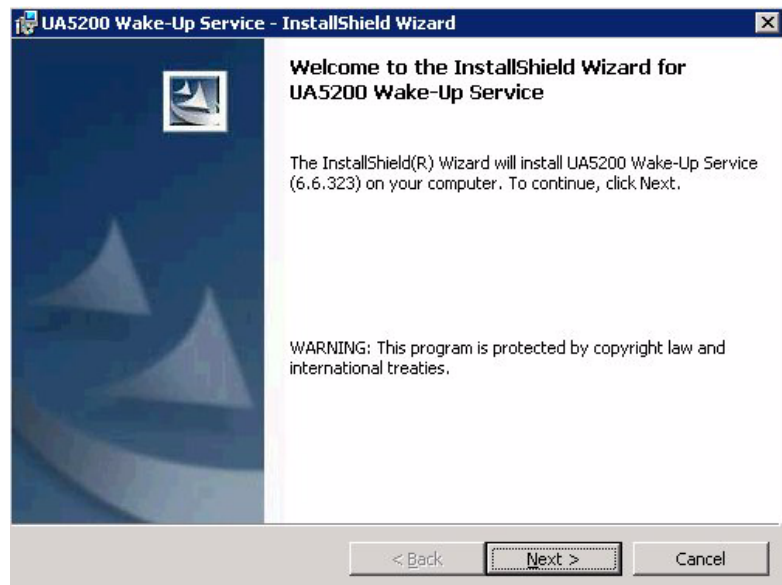 UA5200 Wake-Up Service - InstallShield Wizard
Welcome to the InstallShield Wizard for
UA5200 Wake-Up Service
The InstallShield(R) Wizard will install UA5200 Wake-Up Service
(6.6.323) on your computer. To continue, click Next.
WARNING: This program is protected by copyright law and
international treaties.
< Back
Next >
Cancel